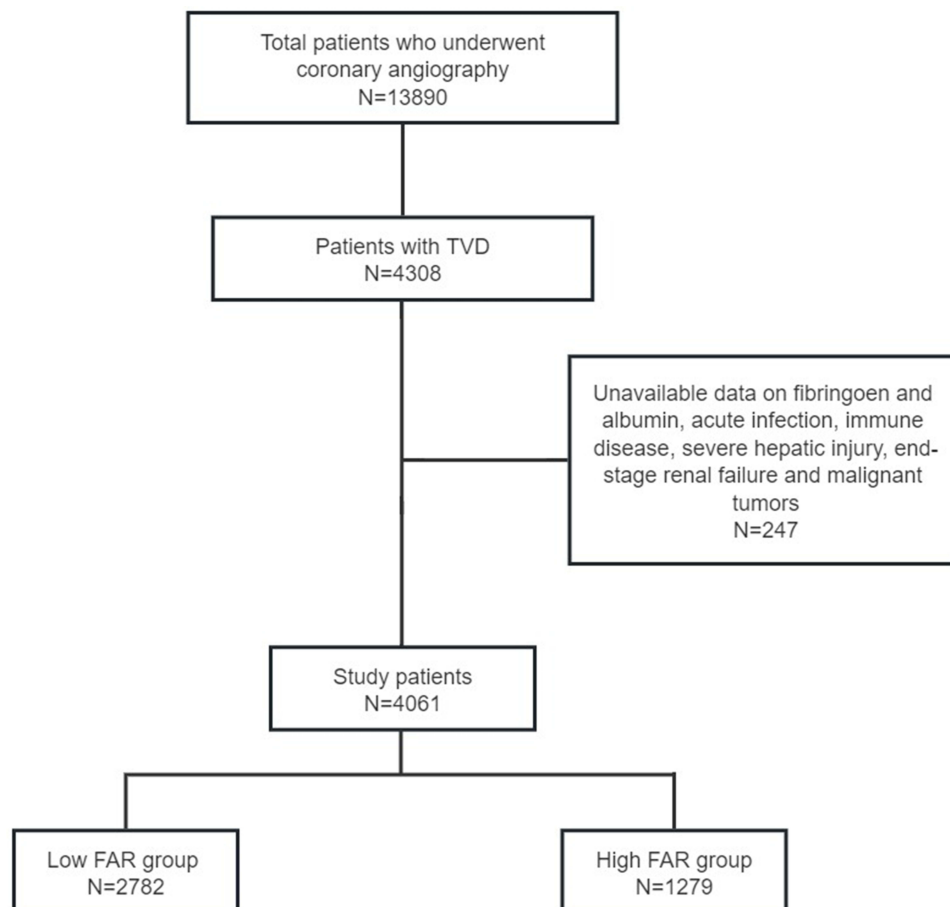 Total patients who underwent
coronary angiography
N=13890
Patients with TVD
N=4308
Unavailable data on fibringoen and
albumin, acute infection, immune
disease, severe hepatic injury, end-
stage renal failure and malignant
tumors
N=247
Study patients
N=4061
Low FAR group
N=2782
High FAR group
N=1279